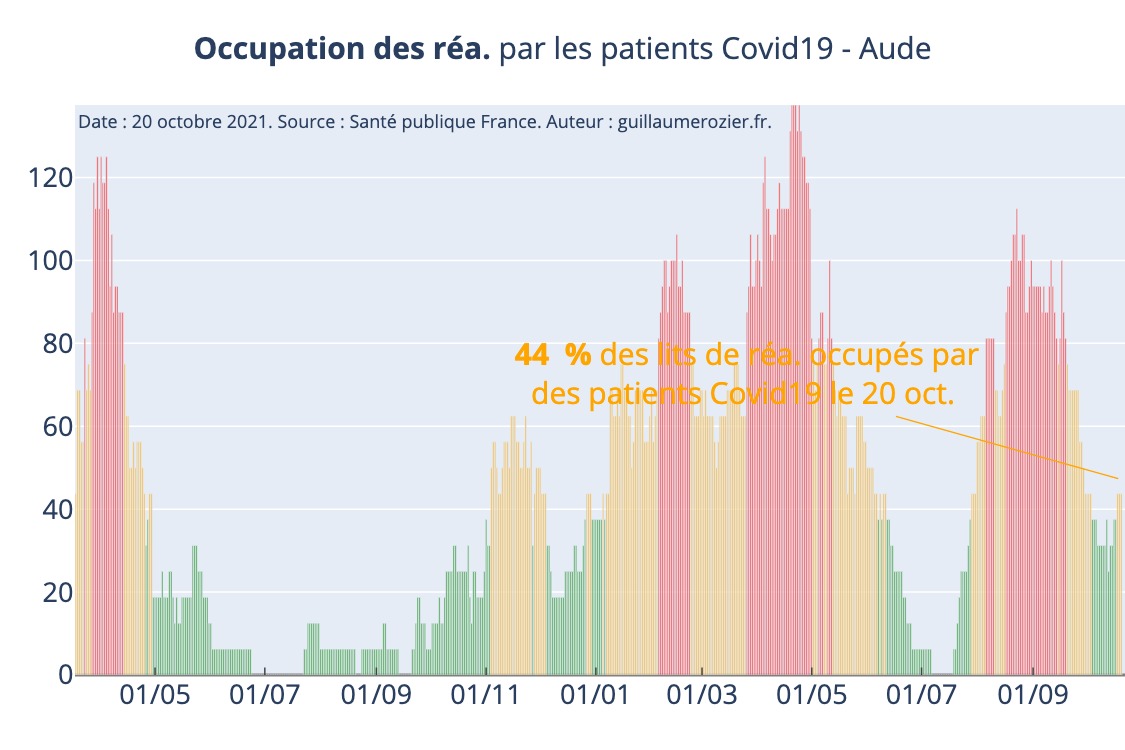 Occupation des réa. par les patients Covid19 - Aude
Date : 20 octobre 2021. Source : Santé publique France. Auteur : guillaumerozier.fr.
120
100
80
44 % des lits de réa. occupés par
des patients Covid19 le 20 oct.
60
40
20
0
01/05 01/07 01/09 01/11 01/01 01/03 01/05 01/07 01/09